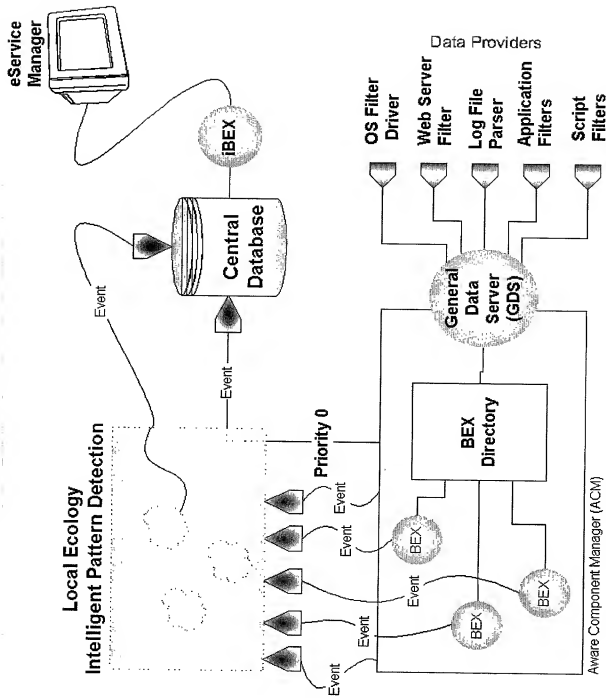 eService
Manager
iBEX
Central
Database
Event
Event
Local Ecology
Intelligent Pattern Detection
Priority 0
Event
Event
Event
Event
Event
Data Providers
OS Filter
Driver
Web Server
Filter
Log File
Parser
Application
Filters
Script
Filters
General
Data
Server
(GDS)
BEX
Directory
BEX
BEX
BEX
Aware Component Manager (ACM)